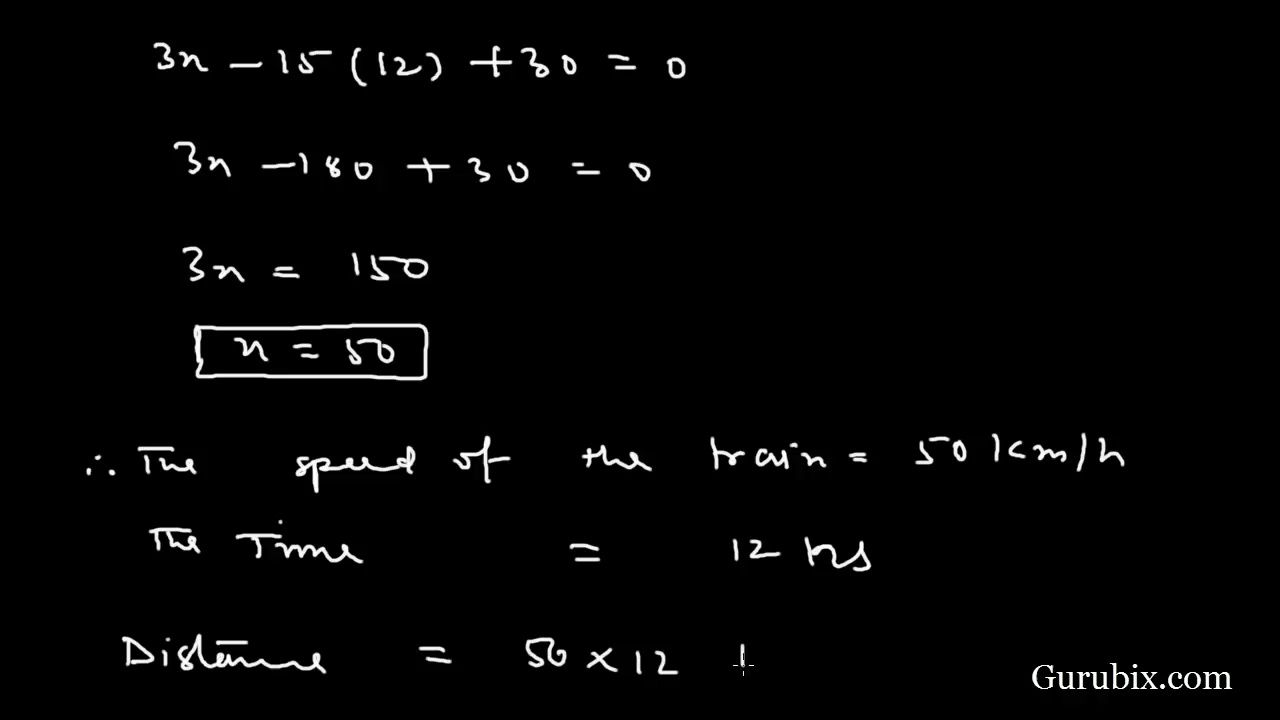 3x - 15 (12) + 30 = 0
3x - 180 + 30 = 0
3x = 150
x = 50
∴ The speed of the train = 50 km/h
The Time = 12 hrs
Distance = 50 × 12
Gurubix.com